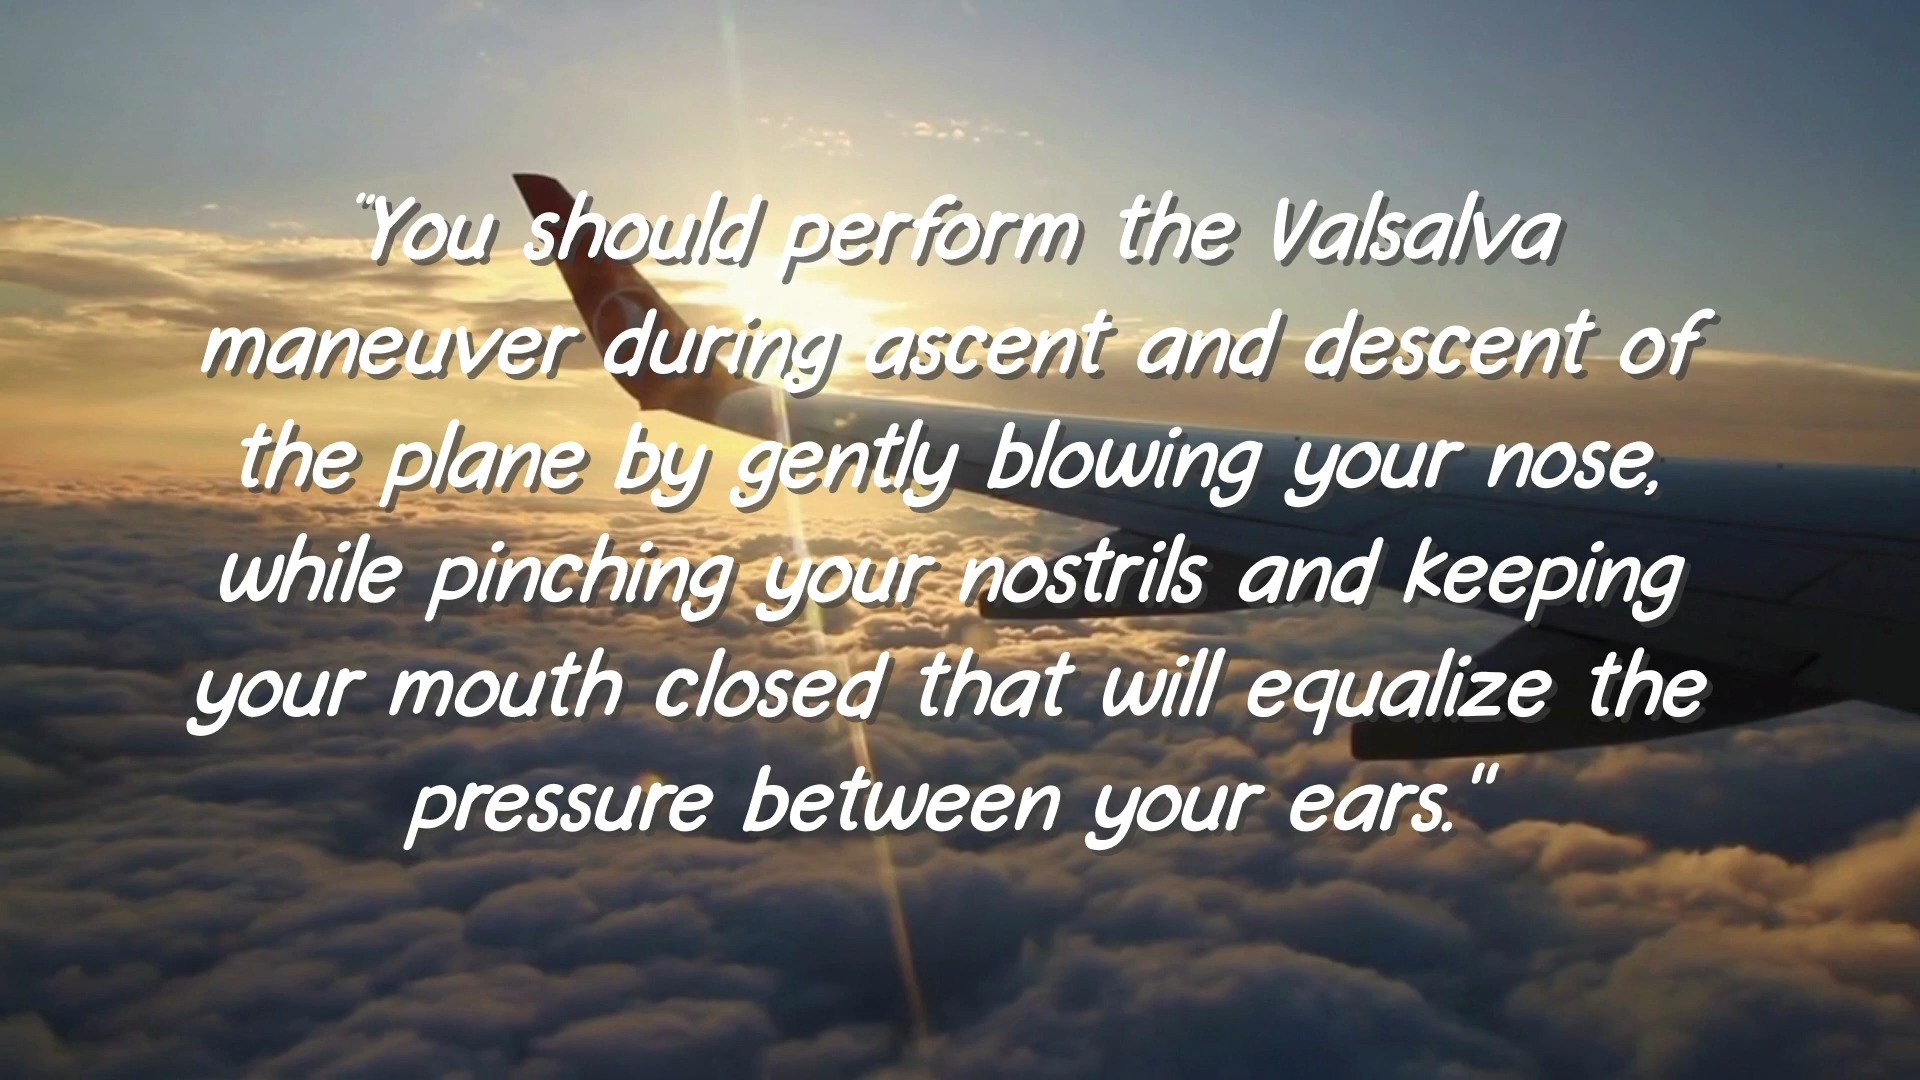 "You should perform the Valsalva
maneuver during ascent and descent of
the plane by gently blowing your nose,
while pinching your nostrils and keeping
your mouth closed that will equalize the
pressure between your ears."